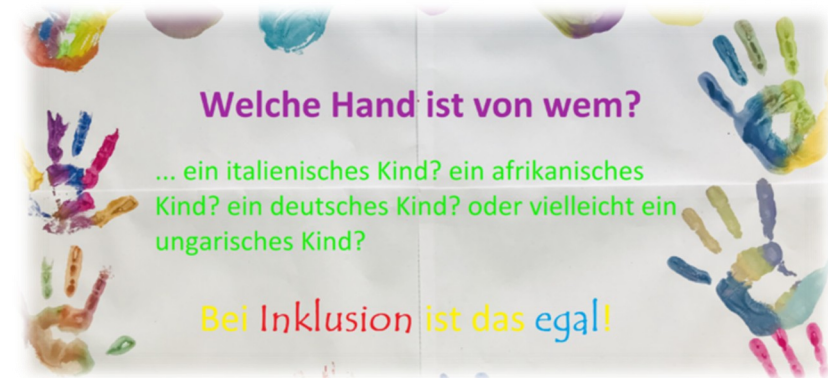 Welche Hand ist von wem?
... ein italienisches Kind? ein afrikanisches
Kind? ein deutsches Kind? oder vielleicht ein
ungarisches Kind?
Bei Inklusion ist das egal!